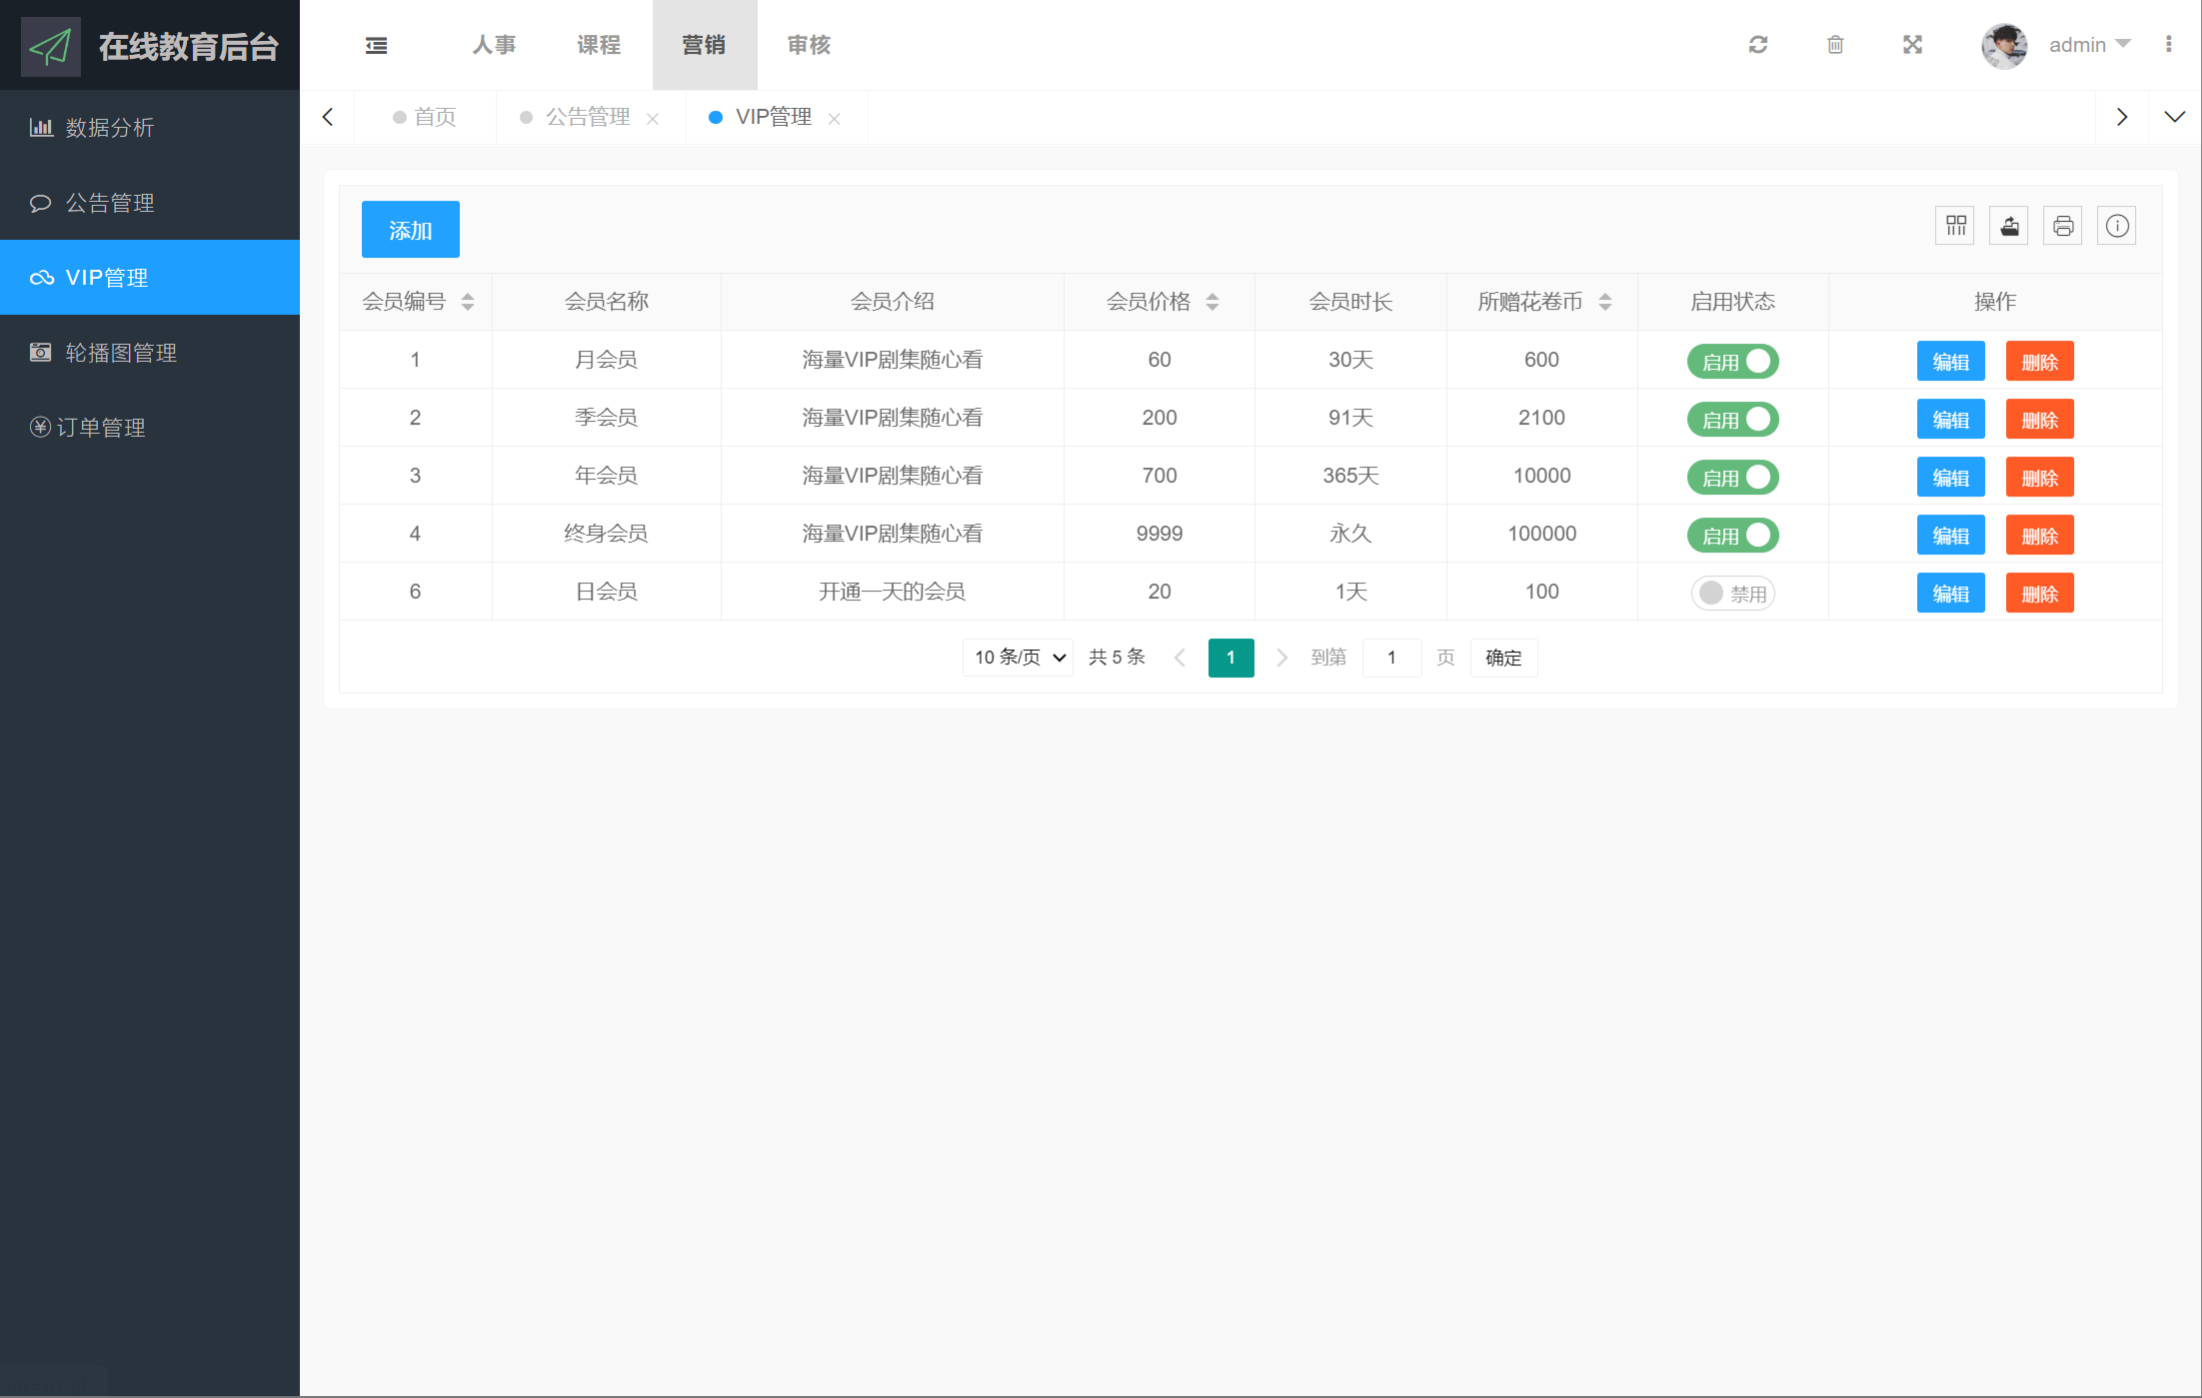 在线教育后台
人事 课程 营销 审核 admin
首页 公告管理 VIP管理
数据分析
公告管理
VIP管理
轮播图管理
订单管理
添加
会员编号 会员名称 会员介绍 会员价格 会员时长 所赠花卷币 启用状态 操作
1 月会员 海量VIP剧集随心看 60 30天 600 启用 编辑 删除
2 季会员 海量VIP剧集随心看 200 91天 2100 启用 编辑 删除
3 年会员 海量VIP剧集随心看 700 365天 10000 启用 编辑 删除
4 终身会员 海量VIP剧集随心看 9999 永久 100000 启用 编辑 删除
6 日会员 开通一天的会员 20 1天 100 禁用 编辑 删除
10 条/页 共 5 条 1 到第 1 页 确定